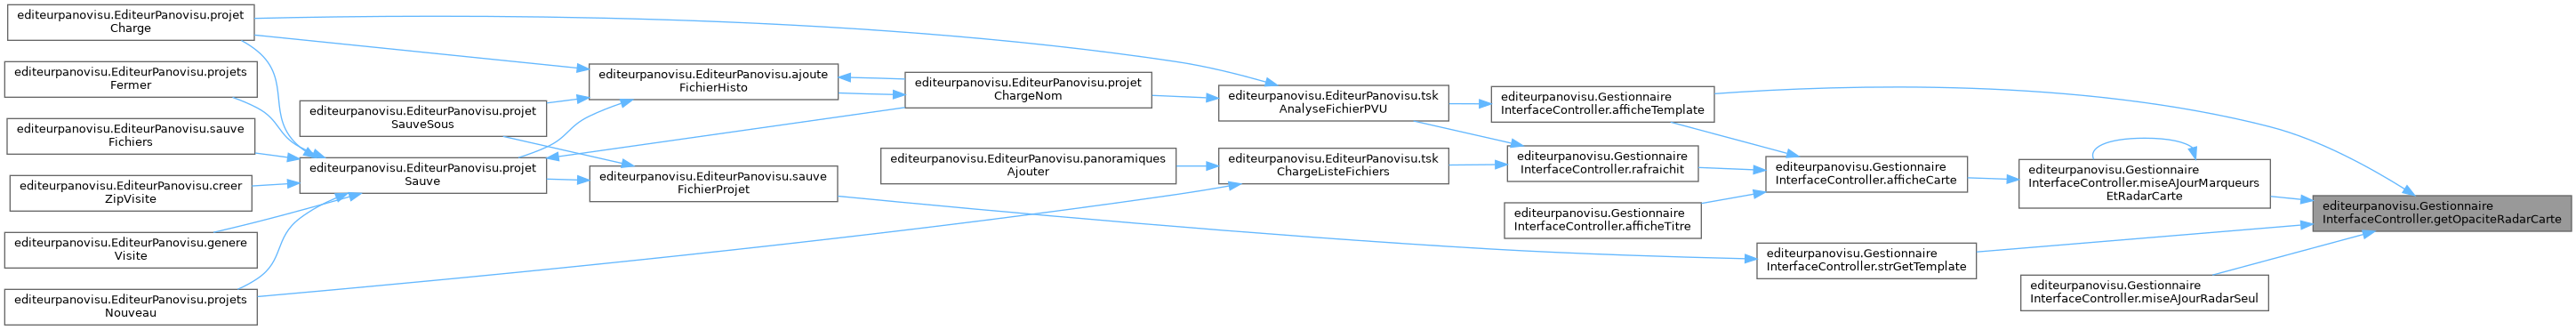 editeurpanovisu.EditeurPanovisu.projet
Charge
editeurpanovisu.EditeurPanovisu.projets
Fermer
editeurpanovisu.EditeurPanovisu.sauve
Fichiers
editeurpanovisu.EditeurPanovisu.creer
ZipVisite
editeurpanovisu.EditeurPanovisu.genere
Visite
editeurpanovisu.EditeurPanovisu.projets
Nouveau
editeurpanovisu.EditeurPanovisu.projet
SauveSous
editeurpanovisu.EditeurPanovisu.projet
Sauve
editeurpanovisu.EditeurPanovisu.ajoute
FichierHisto
editeurpanovisu.EditeurPanovisu.sauve
FichierProjet
editeurpanovisu.EditeurPanovisu.projet
ChargeNom
editeurpanovisu.EditeurPanovisu.panoramiques
Ajouter
editeurpanovisu.EditeurPanovisu.tsk
AnalyseFichierPVU
editeurpanovisu.EditeurPanovisu.tsk
ChargeListeFichiers
editeurpanovisu.Gestionnaire
InterfaceController.afficheTemplate
editeurpanovisu.Gestionnaire
InterfaceController.rafraichit
editeurpanovisu.Gestionnaire
InterfaceController.afficheTitre
editeurpanovisu.Gestionnaire
InterfaceController.afficheCarte
editeurpanovisu.Gestionnaire
InterfaceController.strGetTemplate
editeurpanovisu.Gestionnaire
InterfaceController.miseAJourMarqueurs
EtRadarCarte
editeurpanovisu.Gestionnaire
InterfaceController.miseAJourRadarSeul
editeurpanovisu.Gestionnaire
InterfaceController.getOpaciteRadarCarte